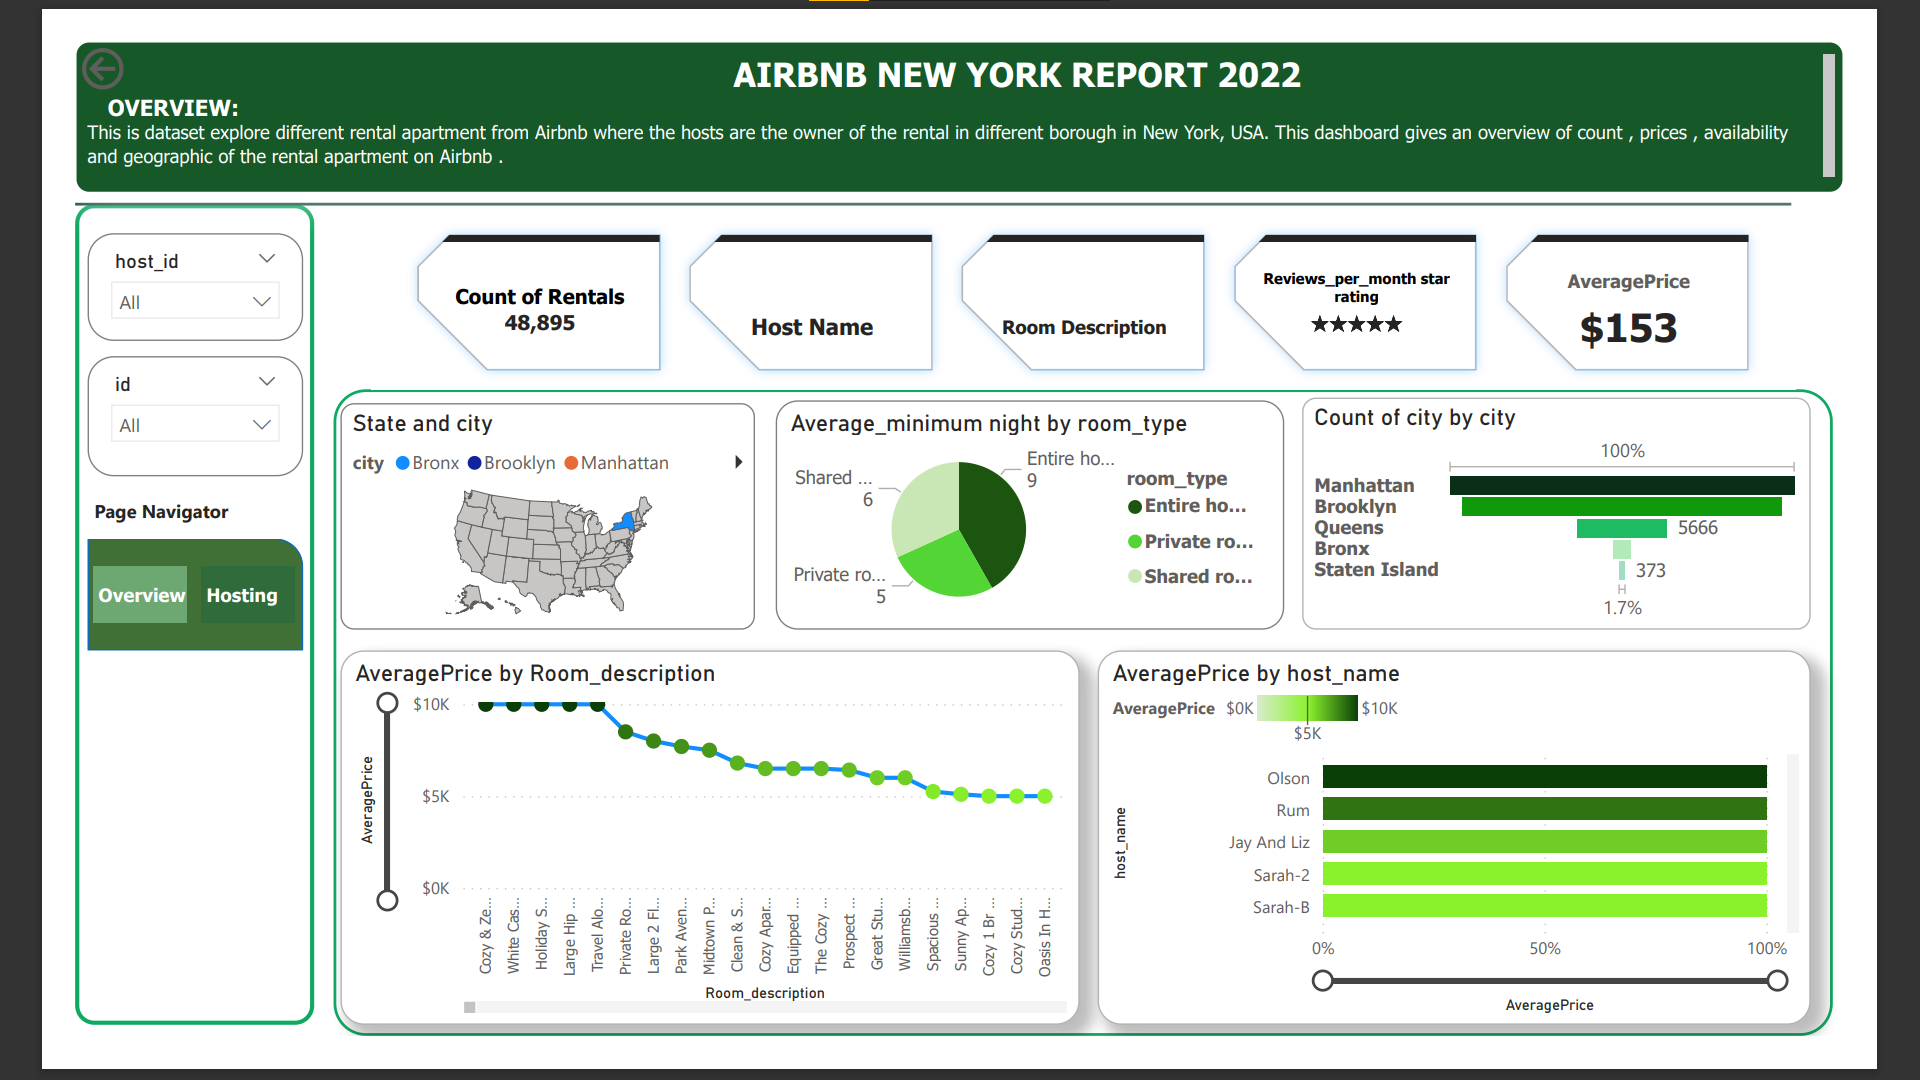 AIRBNB NEW YORK REPORT 2022
OVERVIEW:
This is dataset explore different rental apartment from Airbnb where the hosts are the owner of the rental in different borough in New York, USA. This dashboard gives an overview of count , prices , availability
and geographic of the rental apartment on Airbnb .
host_id
All
id
All
Page Navigator
Overview
Hosting
Count of Rentals
48,895
Host Name
Room Description
Reviews_per_month star
rating
★★★★★
AveragePrice
$153
State and city
city Bronx Brooklyn Manhattan
Average_minimum night by room_type
Entire ho...
9
Shared ...
6
Private ro...
5
room_type
Entire ho...
Private ro...
Shared ro...
Count of city by city
100%
Manhattan
Brooklyn
Queens 5666
Bronx
Staten Island 373
1.7%
AveragePrice by Room_description
AveragePrice
$10K
$5K
$0K
Cozy & Ze...
White Cas...
Holiday S...
Large Hip ...
Travel Alo...
Private Ro...
Large 2 Fl...
Park Aven...
Midtown P...
Clean & S...
Cozy Apar...
Equipped ...
The Cozy ...
Prospect ...
Great Stu...
Williamsb...
Spacious ...
Sunny Ap...
Cozy 1 Br ...
Cozy Stud...
Oasis In H...
Room_description
AveragePrice by host_name
AveragePrice $0K $10K
$5K
host_name
Olson
Rum
Jay And Liz
Sarah-2
Sarah-B
0% 50% 100%
AveragePrice